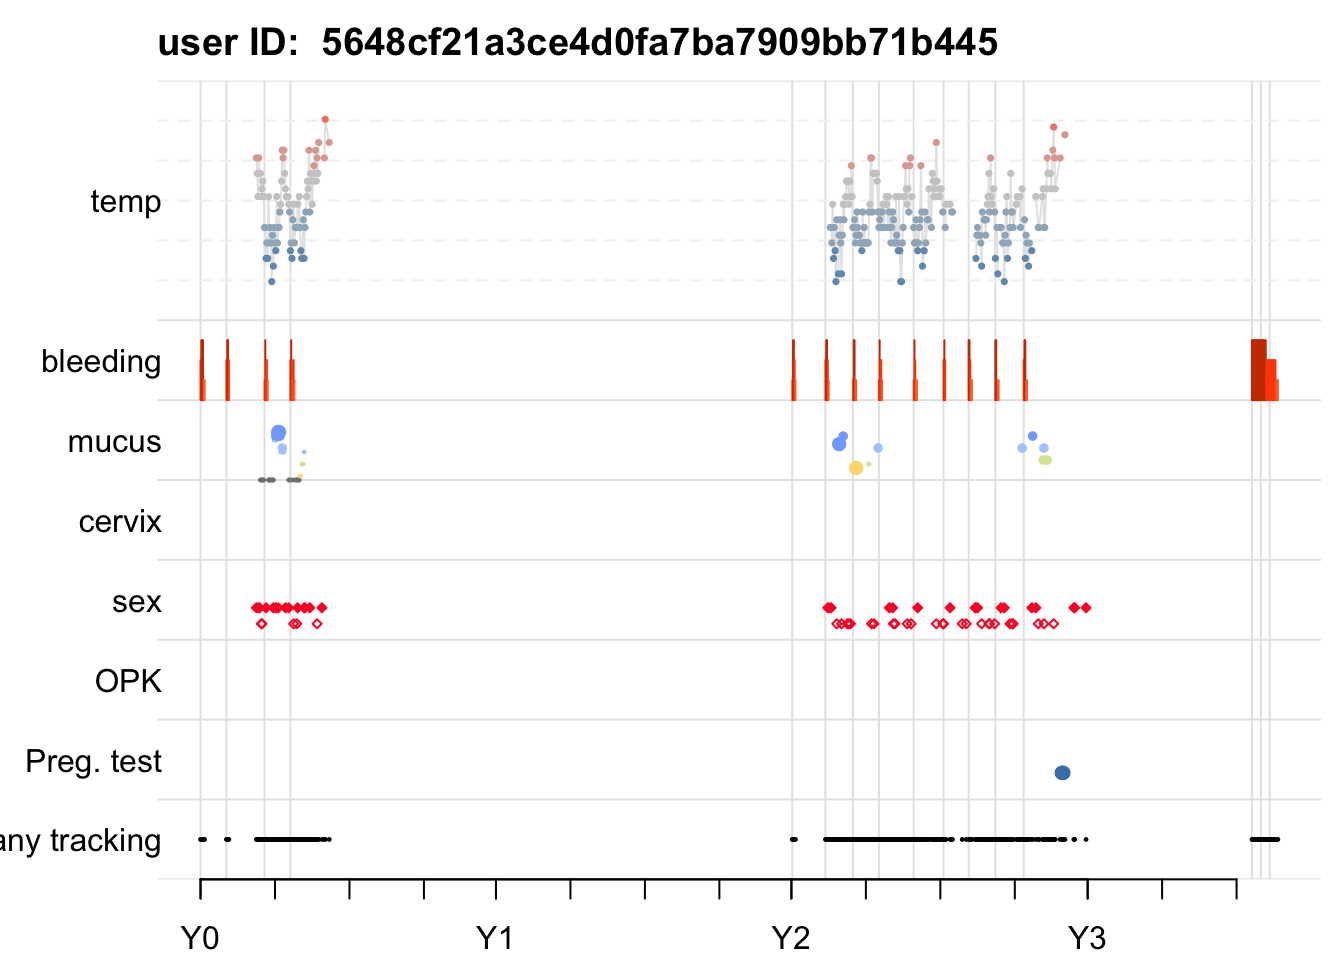 user ID:  5648cf21a3ce4d0fa7ba7909bb71b445
temp
bleeding
mucus
cervix
sex
OPK
Preg. test
any tracking
Y0 Y1 Y2 Y3